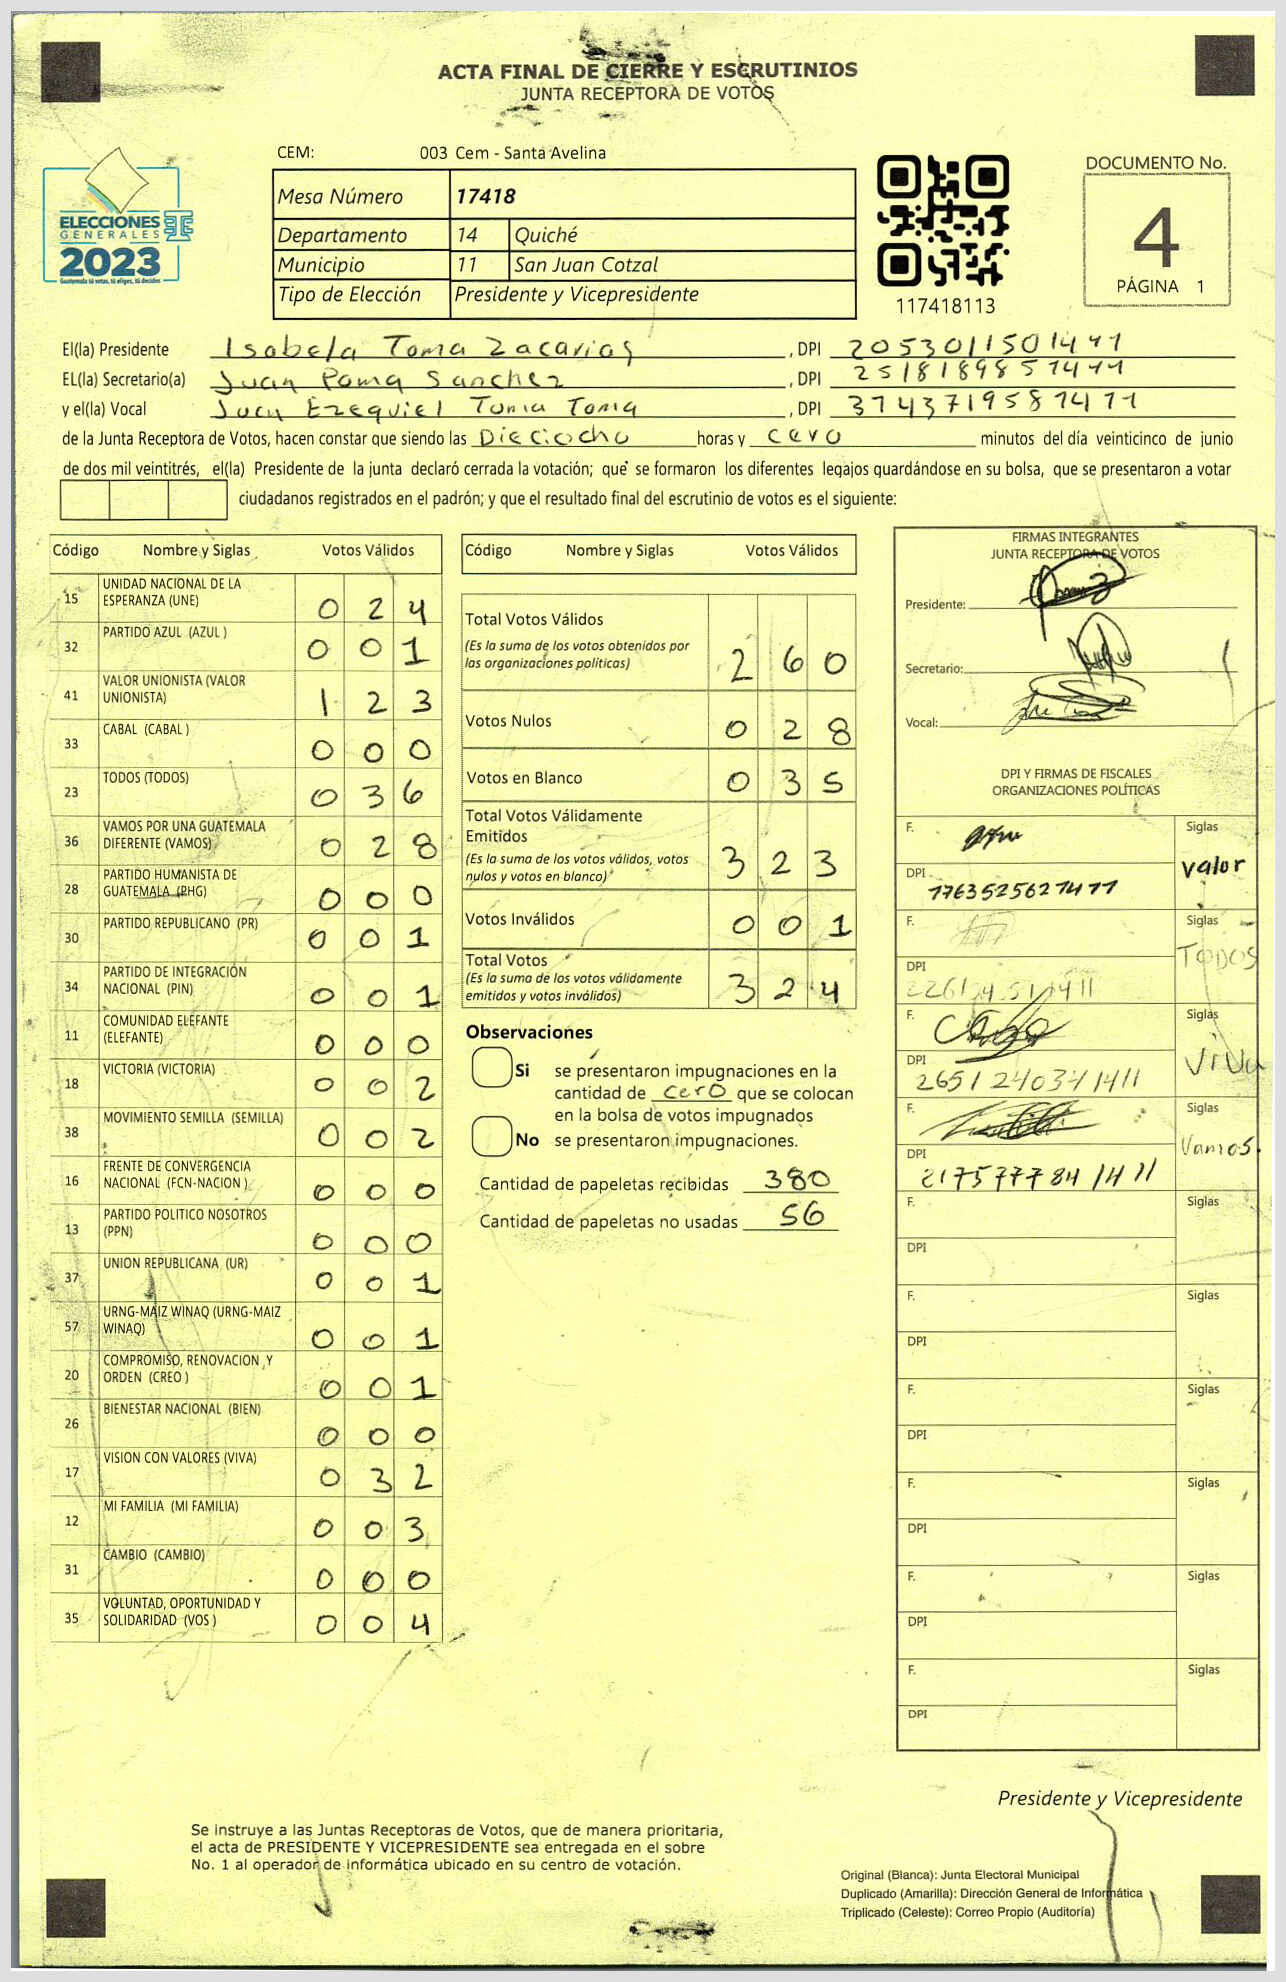 ACTA FINAL DE CIERRE Y ESCRUTINIOS
JUNTA RECEPTORA DE VOTOS
CEM: 003 Cem - Santa Avelina
ELECCIONES
GENERALES
2023
Guatemala tú votas, tú eliges, tú decides
Mesa Número 17418
Departamento 14 Quiché
Municipio 11 San Juan Cotzal
Tipo de Elección Presidente y Vicepresidente
117418113
DOCUMENTO No.
4
PÁGINA 1
El(la) Presidente Isabela Toma Zacarias, DPI 2053011501411
EL(la) Secretario(a) Juan Poma Sanchez, DPI 2518189851411
y el(la) Vocal Juan Ezequiel Toma Toma, DPI 3743719581411
de la Junta Receptora de Votos, hacen constar que siendo las Dieciocho horas y cero minutos del día veinticinco de junio
de dos mil veintitrés, el(la) Presidente de la junta declaró cerrada la votación; que se formaron los diferentes legajos guardándose en su bolsa, que se presentaron a votar
ciudadanos registrados en el padrón; y que el resultado final del escrutinio de votos es el siguiente:
Código Nombre y Siglas Votos Válidos
15 UNIDAD NACIONAL DE LA ESPERANZA (UNE) 0 2 4
32 PARTIDO AZUL (AZUL ) 0 0 1
41 VALOR UNIONISTA (VALOR UNIONISTA) 1 2 3
33 CABAL (CABAL ) 0 0 0
23 TODOS (TODOS) 0 3 6
36 VAMOS POR UNA GUATEMALA DIFERENTE (VAMOS) 0 2 8
28 PARTIDO HUMANISTA DE GUATEMALA (PHG) 0 0 0
30 PARTIDO REPUBLICANO (PR) 0 0 1
34 PARTIDO DE INTEGRACIÓN NACIONAL (PIN) 0 0 1
11 COMUNIDAD ELEFANTE (ELEFANTE) 0 0 0
18 VICTORIA (VICTORIA) 0 0 2
38 MOVIMIENTO SEMILLA (SEMILLA) 0 0 2
16 FRENTE DE CONVERGENCIA NACIONAL (FCN-NACION ) 0 0 0
13 PARTIDO POLITICO NOSOTROS (PPN) 0 0 0
37 UNION REPUBLICANA (UR) 0 0 1
57 URNG-MAIZ WINAQ (URNG-MAIZ WINAQ) 0 0 1
20 COMPROMISO, RENOVACION Y ORDEN (CREO ) 0 0 1
26 BIENESTAR NACIONAL (BIEN) 0 0 0
17 VISION CON VALORES (VIVA) 0 3 2
12 MI FAMILIA (MI FAMILIA) 0 0 3
31 CAMBIO (CAMBIO) 0 0 0
35 VOLUNTAD, OPORTUNIDAD Y SOLIDARIDAD (VOS ) 0 0 4
Código Nombre y Siglas Votos Válidos
Total Votos Válidos
(Es la suma de los votos obtenidos por
las organizaciones políticas) 2 6 0
Votos Nulos 0 2 8
Votos en Blanco 0 3 5
Total Votos Válidamente
Emitidos
(Es la suma de los votos válidos, votos
nulos y votos en blanco) 3 2 3
Votos Inválidos 0 0 1
Total Votos
(Es la suma de los votos válidamente
emitidos y votos inválidos) 3 2 4
Observaciones
Si se presentaron impugnaciones en la
cantidad de cero que se colocan
en la bolsa de votos impugnados
No se presentaron impugnaciones.
Cantidad de papeletas recibidas 380
Cantidad de papeletas no usadas 56
FIRMAS INTEGRANTES
JUNTA RECEPTORA DE VOTOS
Presidente:
Secretario:
Vocal:
DPI Y FIRMAS DE FISCALES
ORGANIZACIONES POLÍTICAS
F. Siglas
DPI 1763525621411 valor
F. Siglas
DPI TODOS
F. Siglas
DPI 2651240341411 VIVA
F. Siglas
DPI 2175777841411 Vamos
F. Siglas
DPI
F. Siglas
DPI
F. Siglas
DPI
F. Siglas
DPI
F. Siglas
DPI
F. Siglas
DPI
Presidente y Vicepresidente
Se instruye a las Juntas Receptoras de Votos, que de manera prioritaria,
el acta de PRESIDENTE Y VICEPRESIDENTE sea entregada en el sobre
No. 1 al operador de informática ubicado en su centro de votación.
Original (Blanca): Junta Electoral Municipal
Duplicado (Amarilla): Dirección General de Informática
Triplicado (Celeste): Correo Propio (Auditoría)